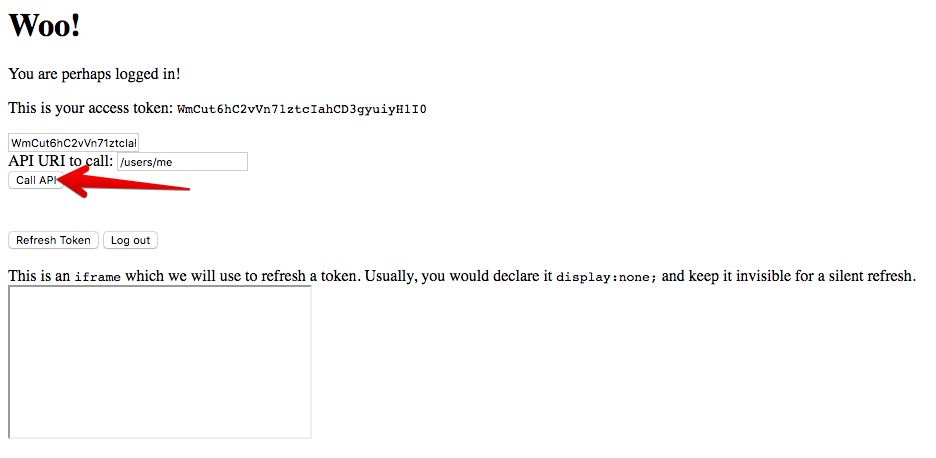 Woo!
You are perhaps logged in!
This is your access token: WmCut6hC2vVn71ztcIahCD3gyuiyH1I0
WmCut6hC2vVn71ztcIal
API URI to call: /users/me
Call API
Refresh Token Log out
This is an iframe which we will use to refresh a token. Usually, you would declare it display:none; and keep it invisible for a silent refresh.